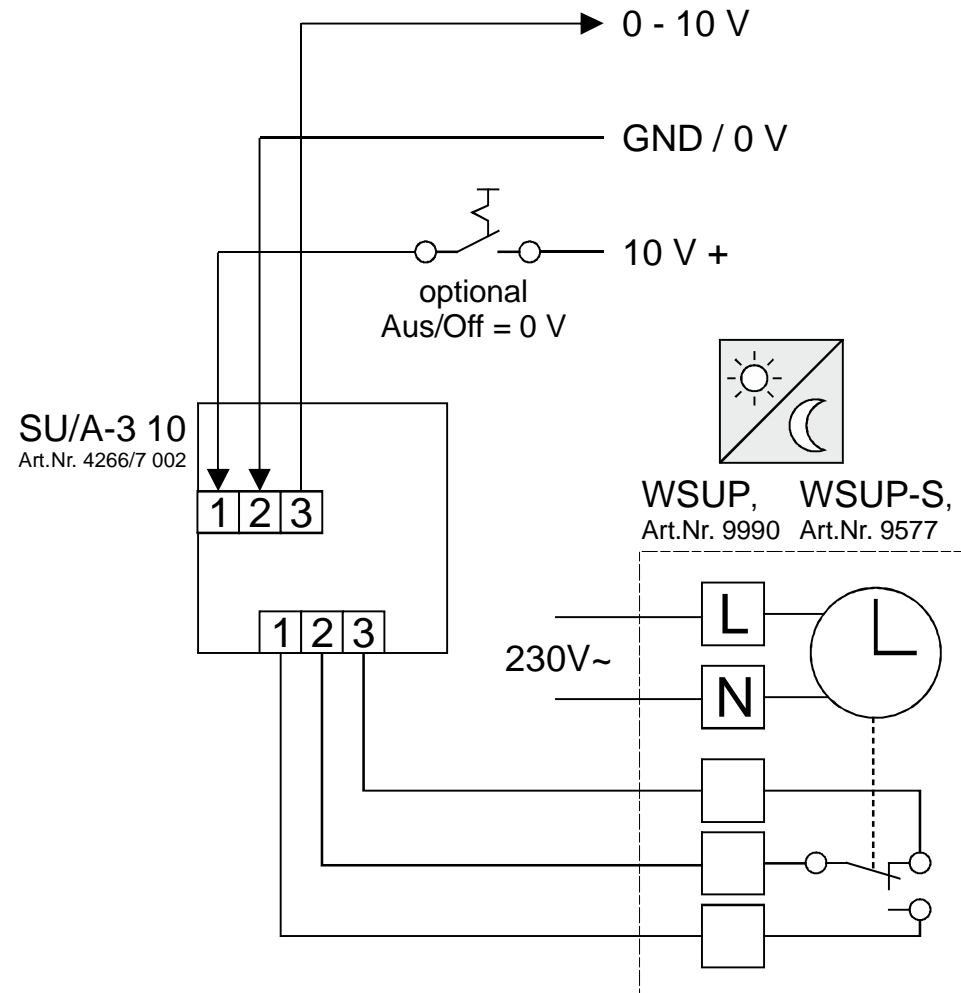 0 - 10 V
GND / 0 V
10 V +
optional
Aus/Off = 0 V
SU/A-3 10
Art.Nr. 4266/7 002
1 2 3
WSUP, WSUP-S,
Art.Nr. 9990 Art.Nr. 9577
1 2 3
L
230V~
N